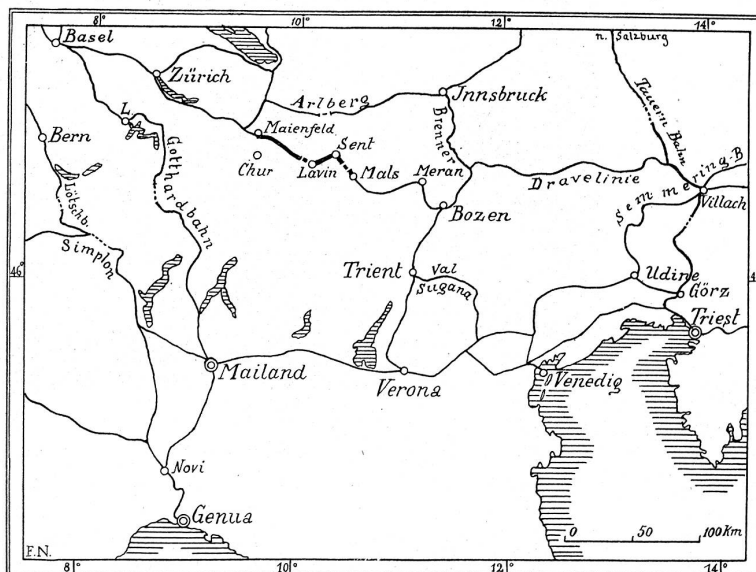 8°
10°
12°
14°
n. Salzburg
Basel
Zürich
Arlberg
Innsbruck
Tauern Bahn
L
Bern
Gotthardbahn
Maienfeld
Sent
Brenner
Chur
Lavin
Mals
Meran
Dravelinie
Semmering-B
Villach
Lötschb.
Bozen
Simplon
46°
4
Trient
Val
Sugana
Udine
Görz
Triest
Mailand
Verona
Venedig
Novi
Genua
0 50 100 Km
F.N.
8°
10°
12°
14°